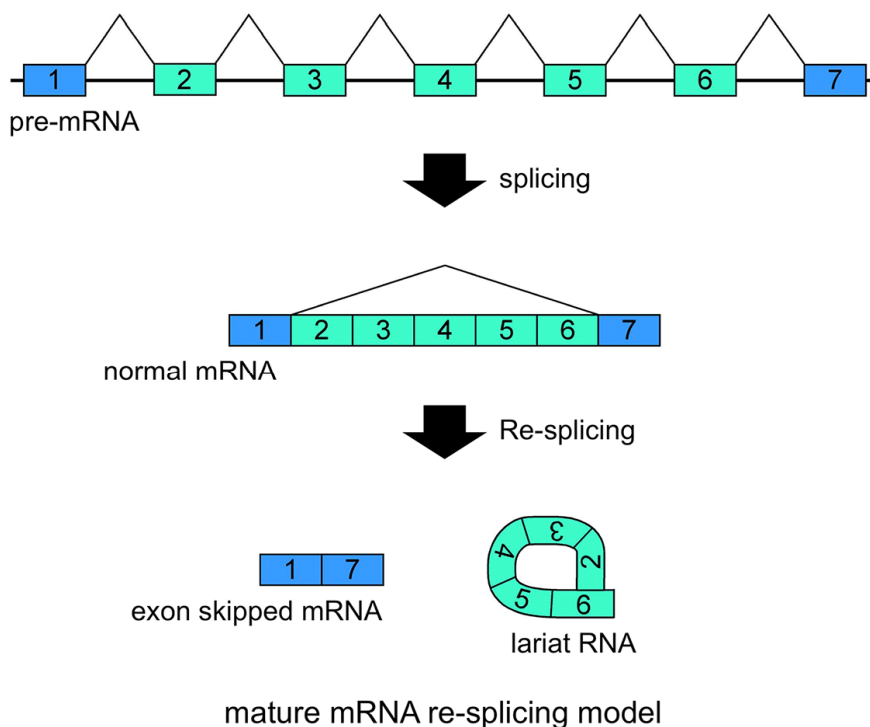 1 2 3 4 5 6 7
pre-mRNA
splicing
1 2 3 4 5 6 7
normal mRNA
Re-splicing
1 7
exon skipped mRNA
2 3 4 5 6
lariat RNA
mature mRNA re-splicing model